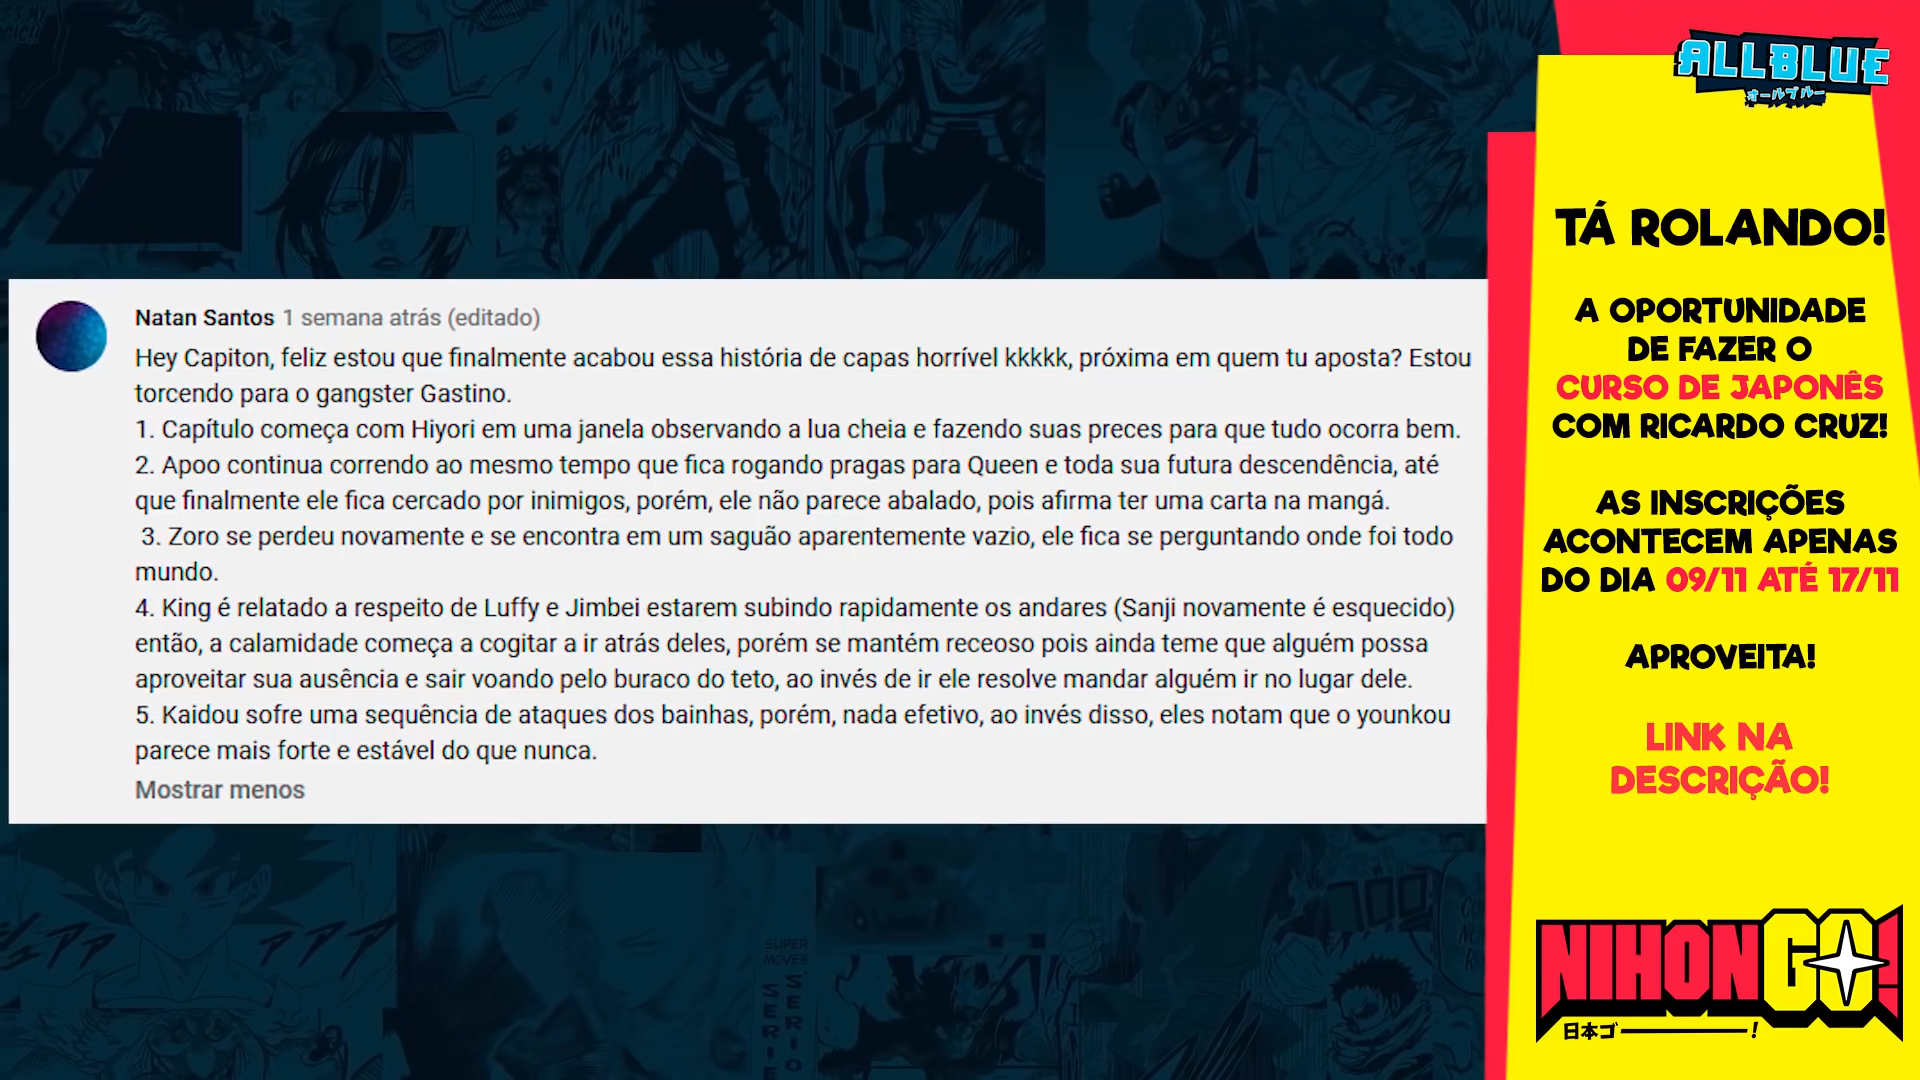 Natan Santos 1 semana atrás (editado)
Hey Capiton, feliz estou que finalmente acabou essa história de capas horrível kkkkk, próxima em quem tu aposta? Estou
torcendo para o gangster Gastino.
1. Capítulo começa com Hiyori em uma janela observando a lua cheia e fazendo suas preces para que tudo ocorra bem.
2. Apoo continua correndo ao mesmo tempo que fica rogando pragas para Queen e toda sua futura descendência, até
que finalmente ele fica cercado por inimigos, porém, ele não parece abalado, pois afirma ter uma carta na mangá.
3. Zoro se perdeu novamente e se encontra em um saguão aparentemente vazio, ele fica se perguntando onde foi todo
mundo.
4. King é relatado a respeito de Luffy e Jimbei estarem subindo rapidamente os andares (Sanji novamente é esquecido)
então, a calamidade começa a cogitar a ir atrás deles, porém se mantém receoso pois ainda teme que alguém possa
aproveitar sua ausência e sair voando pelo buraco do teto, ao invés de ir ele resolve mandar alguém ir no lugar dele.
5. Kaidou sofre uma sequência de ataques dos bainhas, porém, nada efetivo, ao invés disso, eles notam que o younkou
parece mais forte e estável do que nunca.
Mostrar menos
ALLBLUE
オールブルー
TÁ ROLANDO!
A OPORTUNIDADE
DE FAZER O
CURSO DE JAPONÊS
COM RICARDO CRUZ!
AS INSCRIÇÕES
ACONTECEM APENAS
DO DIA 09/11 ATÉ 17/11
APROVEITA!
LINK NA
DESCRIÇÃO!
NIHONGO!
日本ゴー!
SUPER
MOVES
SERIE
SERIO